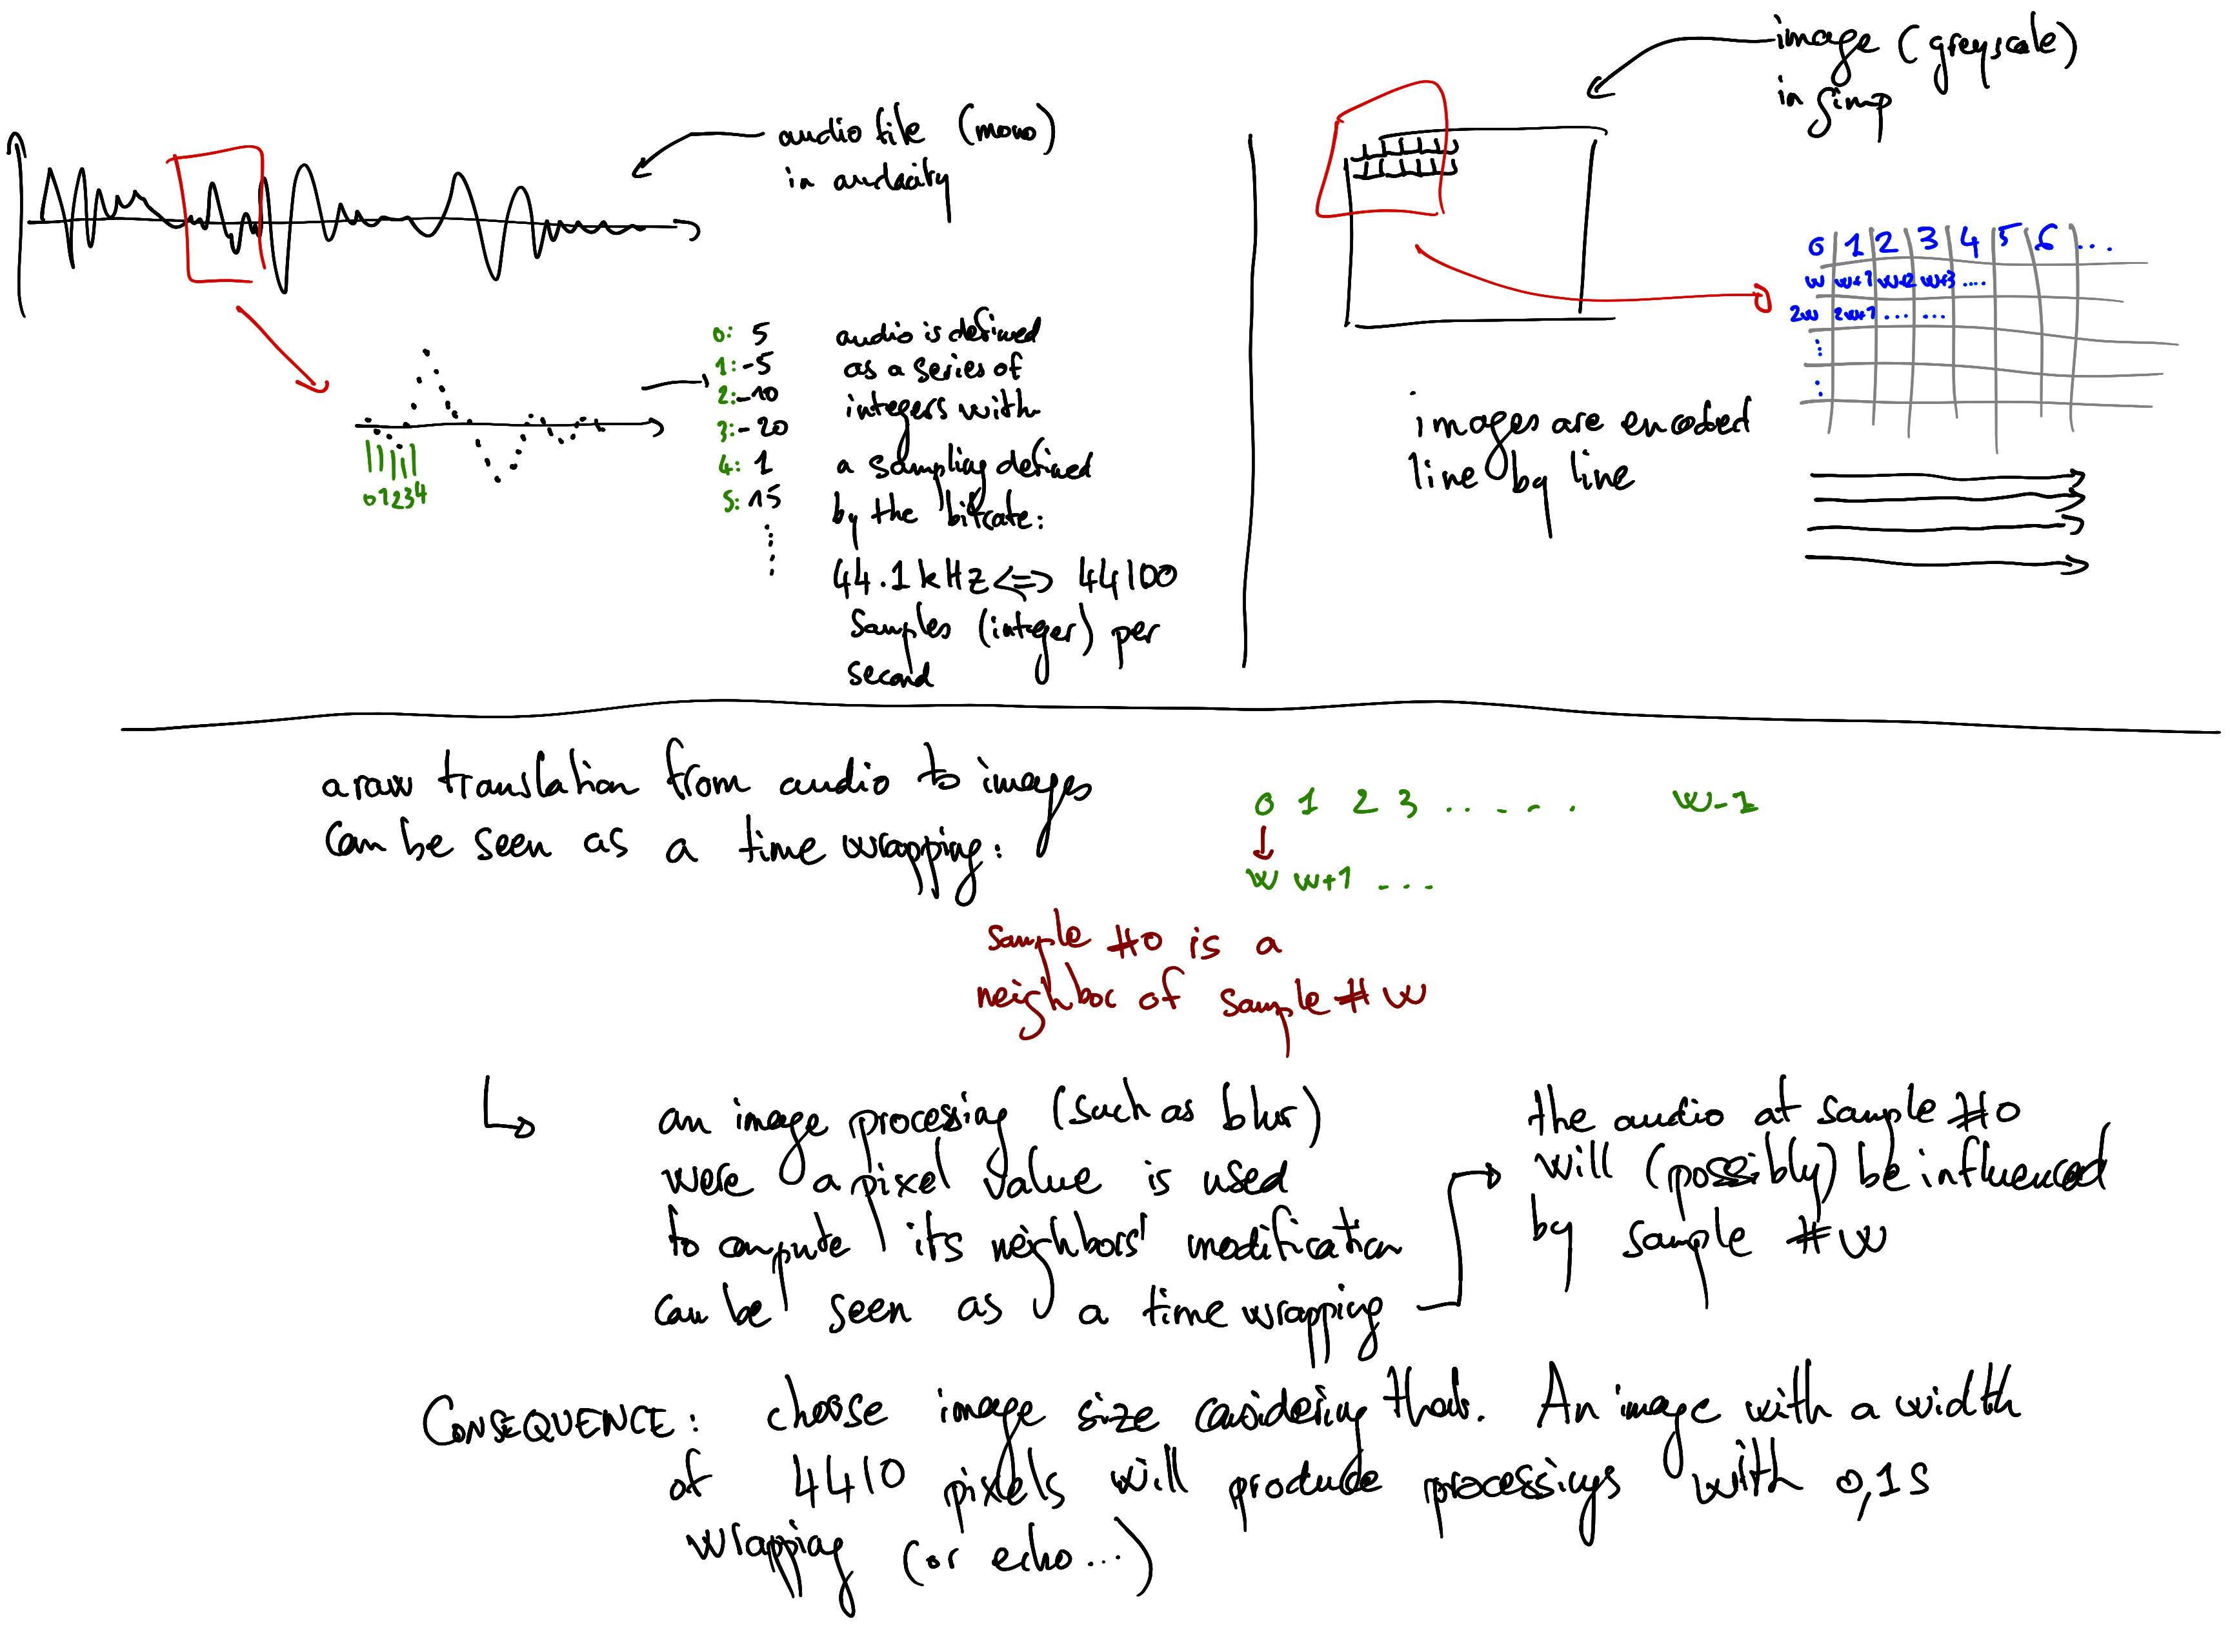 audio file (mono)
in audacity
0: 5
1: -5
2: -10
3: -20
4: 1
5: 15
01234
audio is defined
as a series of
integers with
a sampling defined
by the bitrate:
44.1 kHz <=> 44100
samples (integer) per
second
image (greyscale)
in gimp
0 1 2 3 4 5 6 ...
w w+1 w+2 w+3 ....
2w 2w+1 ... ...
images are encoded
line by line
a raw translation from audio to images
can be seen as a time wrapping:
0 1 2 3 ...... w-1
w w+1 ...
sample #0 is a
neighbor of sample #w
an image processing (such as blur)
were a pixel value is used
to compute its neighbors' modification
can be seen as a time wrapping
the audio at sample #0
will (possibly) be influenced
by sample #w
CONSEQUENCE: choose image size considering that. An image with a width
of 4410 pixels will produce processings with 0,1s
wrapping (or echo...)